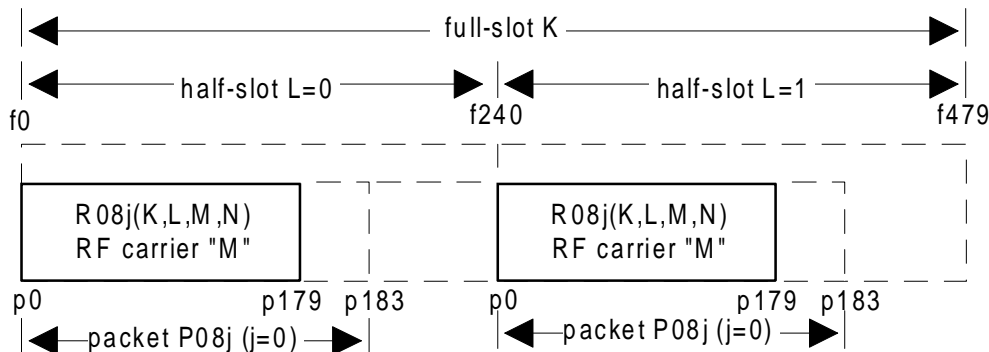 full-slot K
half-slot L=0 half-slot L=1
f0 f240 f479
R08j(K,L,M,N) R08j(K,L,M,N)
RF carrier "M" RF carrier "M"
p0 p179 p183 p0 p179 p183
packet P08j (j=0) packet P08j (j=0)